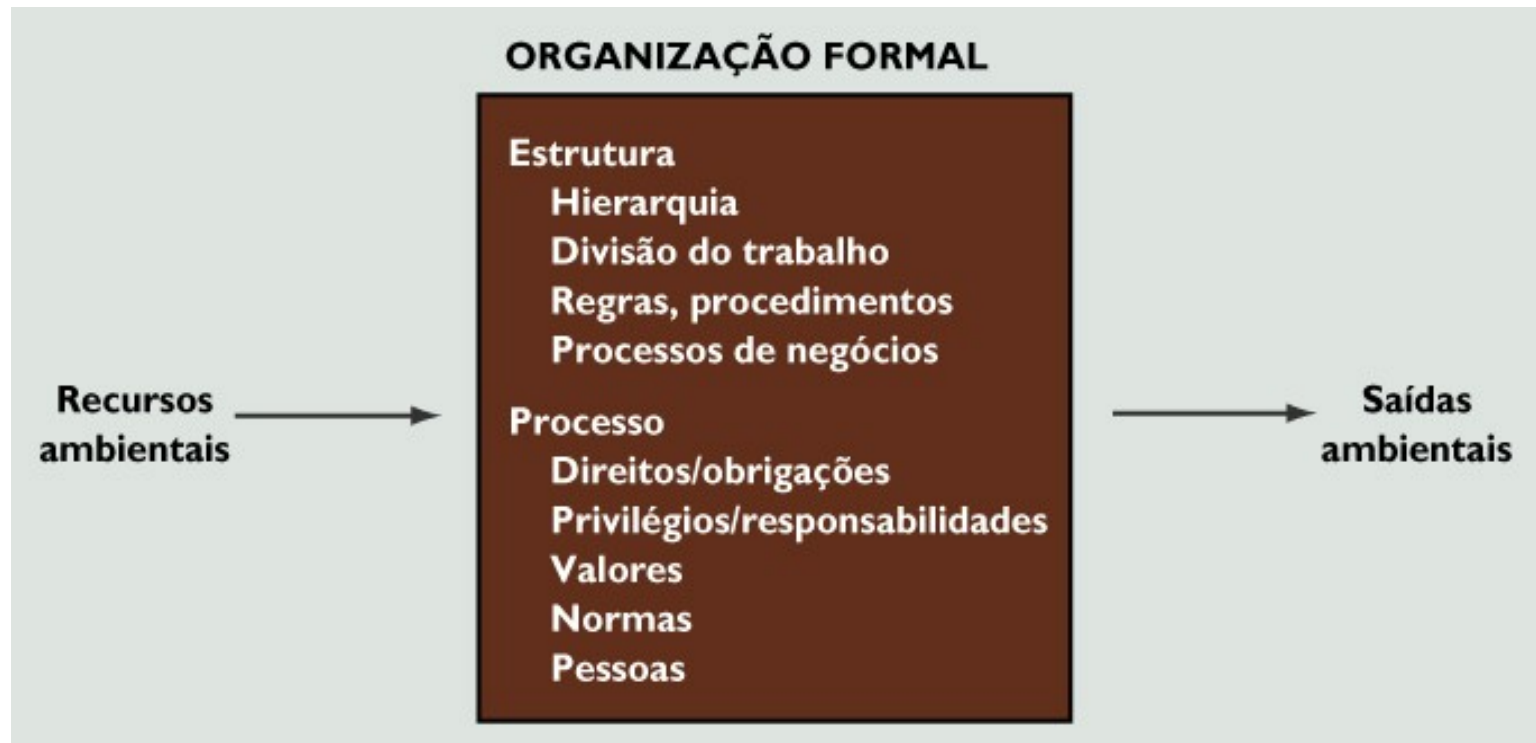 ORGANIZAÇÃO FORMAL
Estrutura
Hierarquia
Divisão do trabalho
Regras, procedimentos
Processos de negócios
Processo
Direitos/obrigações
Privilégios/responsabilidades
Valores
Normas
Pessoas
Recursos
ambientais
Saídas
ambientais